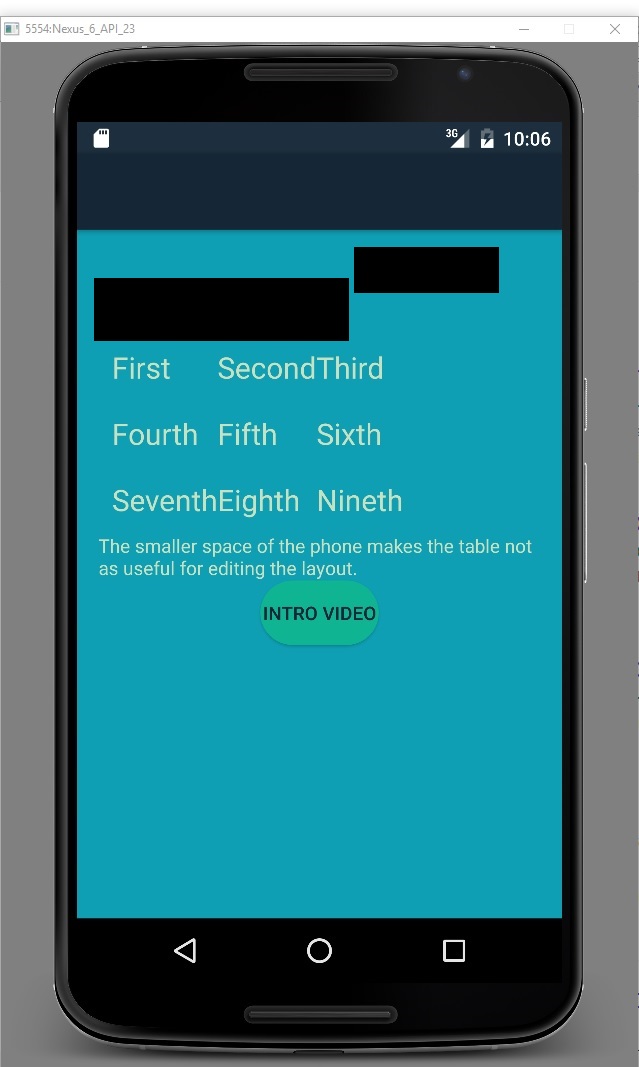 5554:Nexus_6_API_23
3G 10:06
First Second Third
Fourth Fifth Sixth
Seventh Eighth Nineth
The smaller space of the phone makes the table not
as useful for editing the layout.
INTRO VIDEO